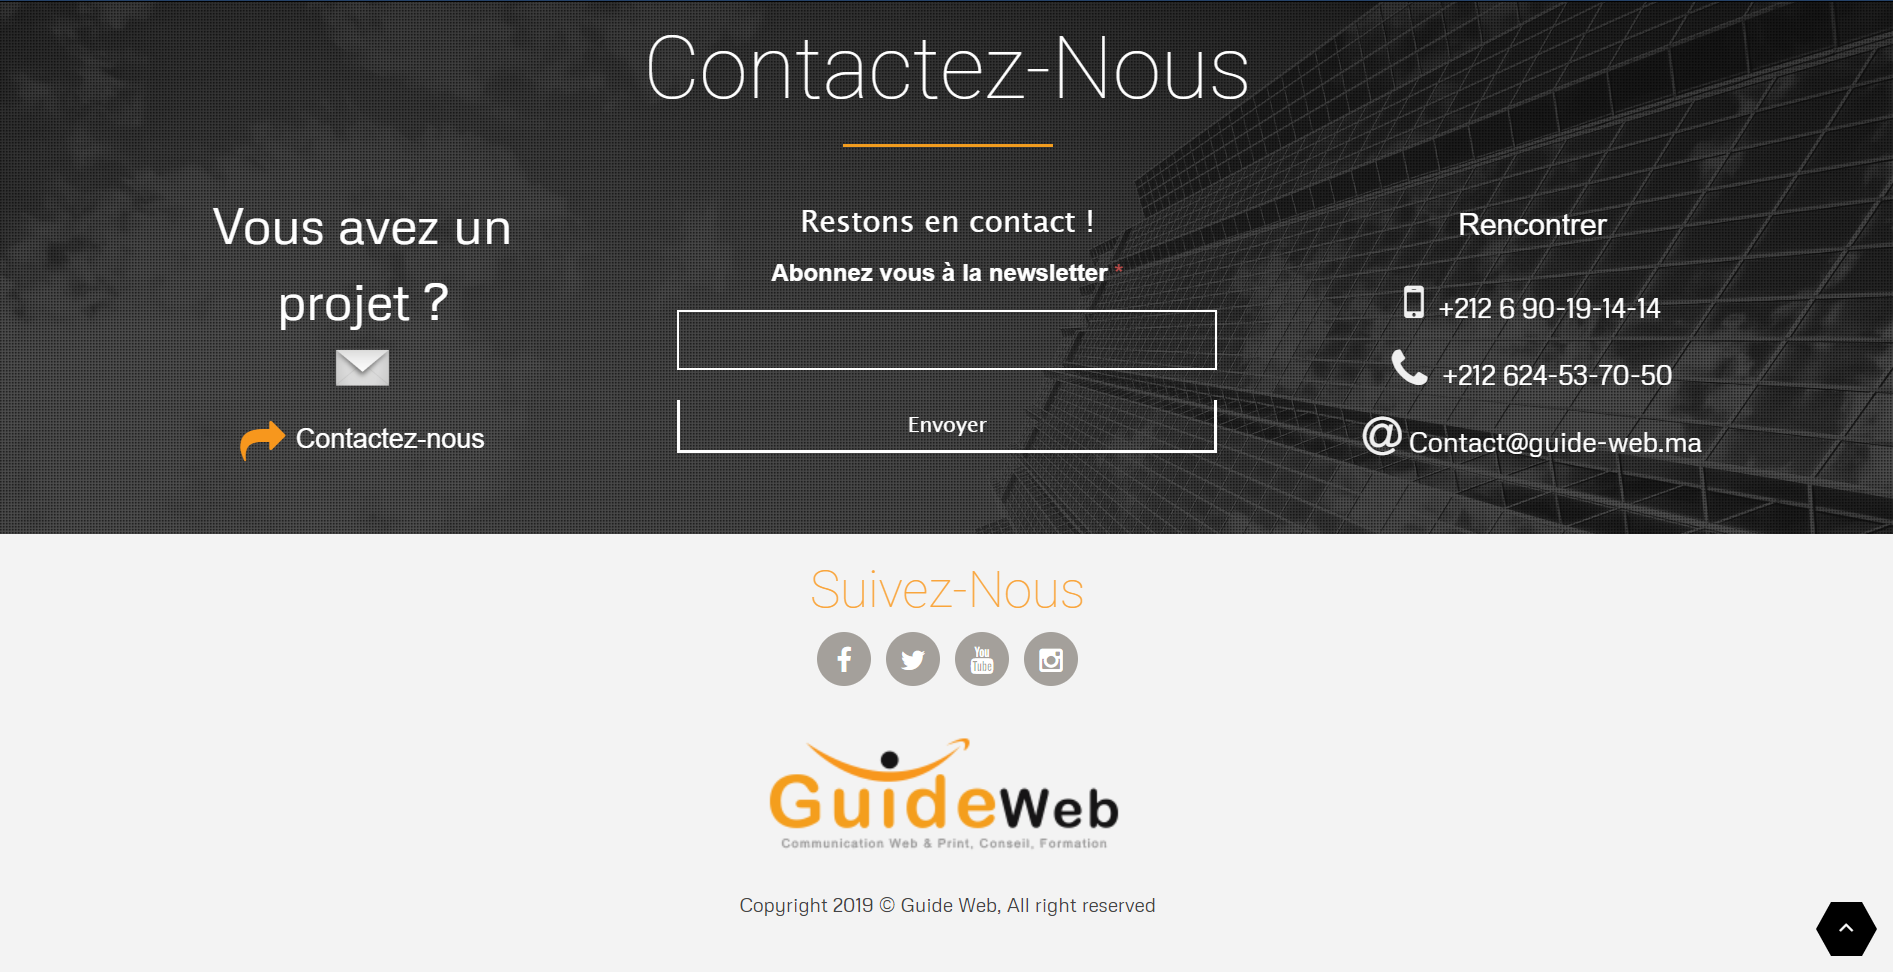 Contactez-Nous
Vous avez un
projet ?
Contactez-nous
Restons en contact !
Abonnez vous à la newsletter *
Envoyer
Rencontrer
+212 6 90-19-14-14
+212 624-53-70-50
@ Contact@guide-web.ma
Suivez-Nous
You
Tube
GuideWeb
Communication Web & Print, Conseil, Formation
Copyright 2019 © Guide Web, All right reserved